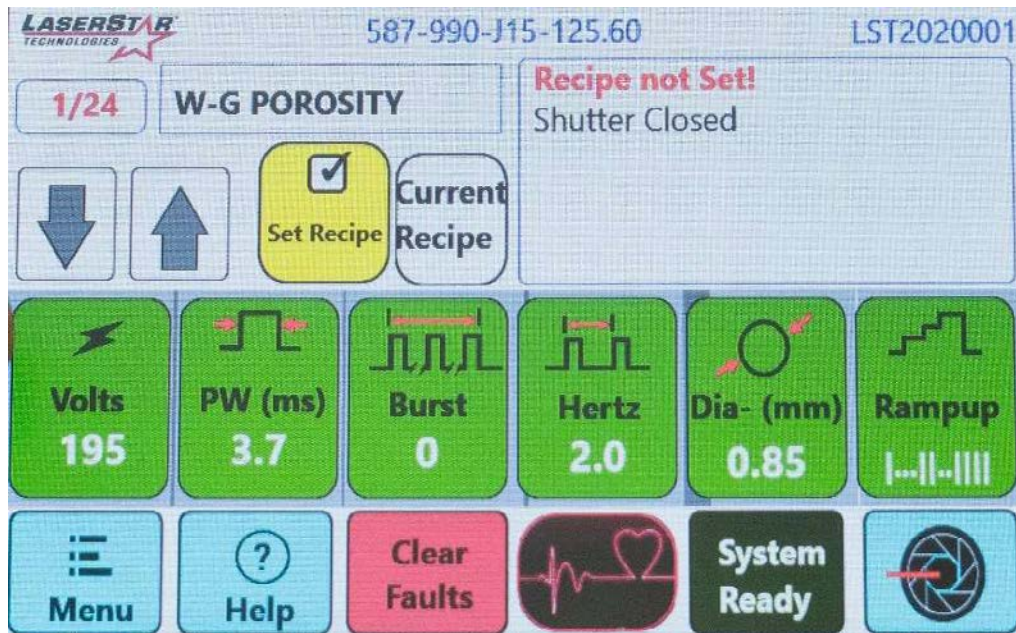 LASERSTAR
TECHNOLOGIES
587-990-J15-125.60
LST2020001
1/24
W-G POROSITY
Recipe not Set!
Shutter Closed
Set Recipe
Current
Recipe
Volts
195
PW (ms)
3.7
Burst
0
Hertz
2.0
Dia- (mm)
0.85
Rampup
Menu
?
Help
Clear
Faults
System
Ready